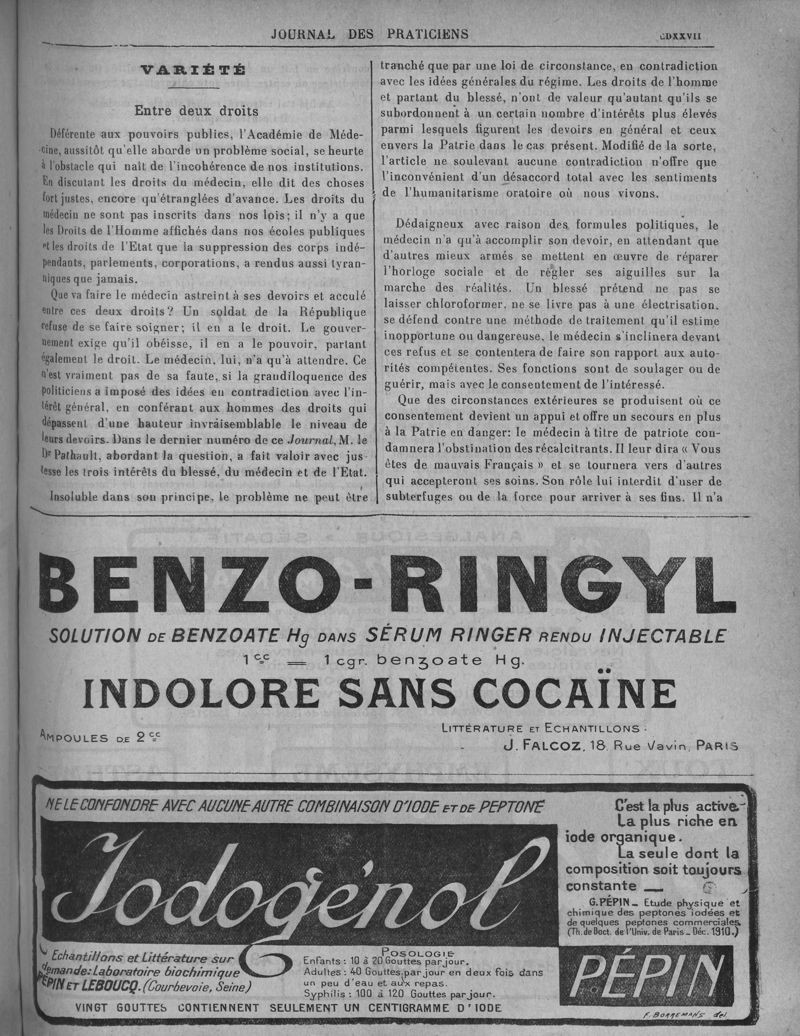 JOURNAL DES PRATICIENS
CDXXVII
VARIÉTÉ
Entre deux droits
Déférente aux pouvoirs publics, l'Académie de Méde-
cine, aussitôt qu'elle aborde un problème social, se heurte
à l'obstacle qui naît de l'incohérence de nos institutions.
En discutant les droits du médecin, elle dit des choses
fort justes, encore qu'étranglées d'avance. Les droits du
médecin ne sont pas inscrits dans nos lois; il n'y a que
les Droits de l'Homme affichés dans nos écoles publiques
et les droits de l'Etat que la suppression des corps indé-
pendants, parlements, corporations, a rendus aussi tyran-
niques que jamais.
Que va faire le médecin astreint à ses devoirs et acculé
entre ces deux droits? Un soldat de la République
refuse de se faire soigner; il en a le droit. Le gouver-
nement exige qu'il obéisse, il en a le pouvoir, partant
également le droit. Le médecin, lui, n'a qu'à attendre. Ce
n'est vraiment pas de sa faute, si la grandiloquence des
politiciens a imposé des idées en contradiction avec l'in-
térêt général, en conférant aux hommes des droits qui
dépassent d'une hauteur invraisemblable le niveau de
leurs devoirs. Dans le dernier numéro de ce Journal, M. le
Dr Pathault, abordant la question, a fait valoir avec jus-
tesse les trois intérêts du blessé, du médecin et de l'Etat.
Insoluble dans son principe, le problème ne peut être
tranché que par une loi de circonstance, en contradiction
avec les idées générales du régime. Les droits de l'homme
et partant du blessé, n'ont de valeur qu'autant qu'ils se
subordonnent à un certain nombre d'intérêts plus élevés
parmi lesquels figurent les devoirs en général et ceux
envers la Patrie dans le cas présent. Modifié de la sorte,
l'article ne soulevant aucune contradiction n'offre que
l'inconvénient d'un désaccord total avec les sentiments
de l'humanitarisme oratoire où nous vivons.
Dédaigneux avec raison des formules politiques, le
médecin n'a qu'à accomplir son devoir, en attendant que
d'autres mieux armés se mettent en œuvre de réparer
l'horloge sociale et de régler ses aiguilles sur la
marche des réalités. Un blessé prétend ne pas se
laisser chloroformer, ne se livre pas à une électrisation,
se défend contre une méthode de traitement qu'il estime
inopportune ou dangereuse, le médecin s'inclinera devant
ces refus et se contentera de faire son rapport aux auto-
rités compétentes. Ses fonctions sont de soulager ou de
guérir, mais avec le consentement de l'intéressé.
Que des circonstances extérieures se produisent où ce
consentement devient un appui et offre un secours en plus
à la Patrie en danger: le médecin à titre de patriote con-
damnera l'obstination des récalcitrants. Il leur dira « Vous
êtes de mauvais Français » et se tournera vers d'autres
qui accepteront ses soins. Son rôle lui interdit d'user de
subterfuges ou de la force pour arriver à ses fins. Il n'a
BENZO-RINGYL
SOLUTION DE BENZOATE Hg DANS SÉRUM RINGER RENDU INJECTABLE
1cc = 1 cgr. benzoate Hg.
INDOLORE SANS COCAÏNE
AMPOULES DE 2cc
LITTÉRATURE ET ECHANTILLONS:
J. FALCOZ, 18, Rue Vavin, PARIS
NE LE CONFONDRE AVEC AUCUNE AUTRE COMBINAISON D'IODE ET DE PEPTONE
Iodogénol
C'est la plus active.
La plus riche en
iode organique.
La seule dont la
composition soit toujours
constante —
G. PÉPIN_ Etude physique et
chimique des peptones iodées et
de quelques peptones commerciales.
(Th. de Doct. de l'Univ. de Paris_Déc. 1910.)
PÉPIN
Echantillons et Littérature sur
demande: Laboratoire biochimique
PÉPIN ET LEBOUCQ. (Courbevoie, Seine)
POSOLOGIE
Enfants: 10 à 20 Gouttes par jour.
Adultes: 40 Gouttes par jour en deux fois dans
un peu d'eau et aux repas.
Syphilis: 100 à 120 Gouttes par jour.
VINGT GOUTTES CONTIENNENT SEULEMENT UN CENTIGRAMME D'IODE